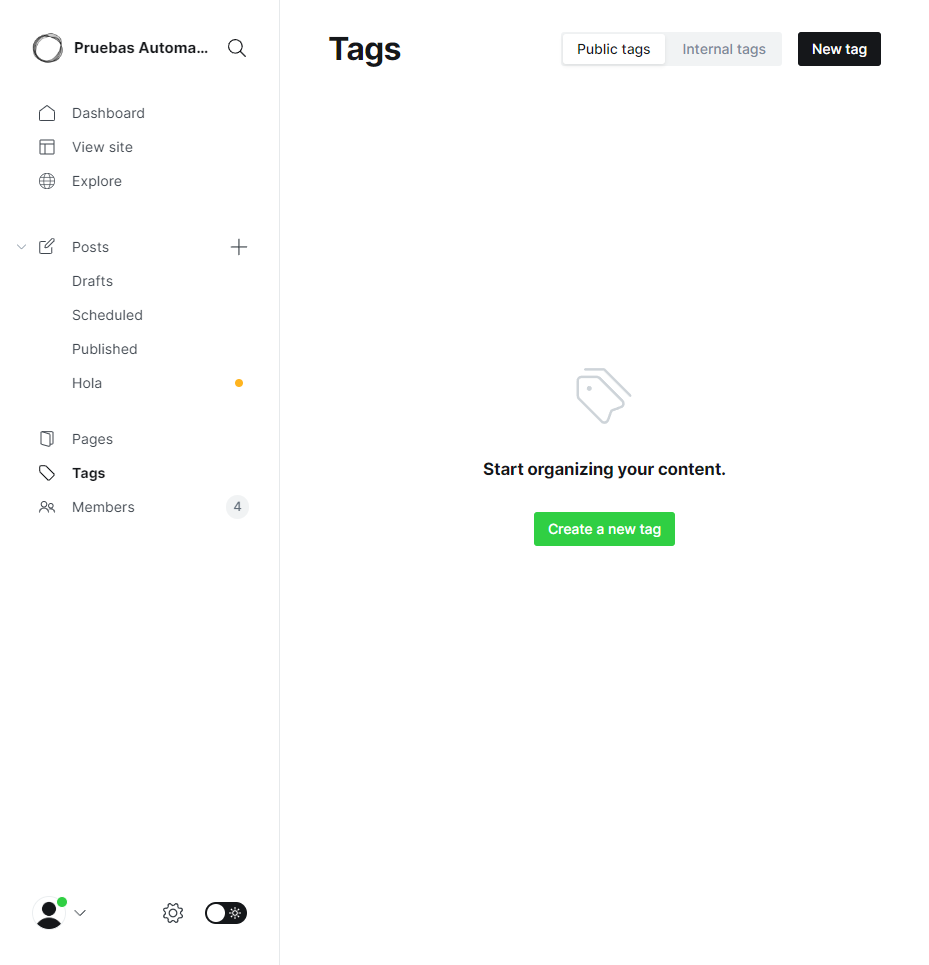 Pruebas Automa...
Dashboard
View site
Explore
Posts
Drafts
Scheduled
Published
Hola
Pages
Tags
Members 4
Tags
Public tags Internal tags New tag
Start organizing your content.
Create a new tag